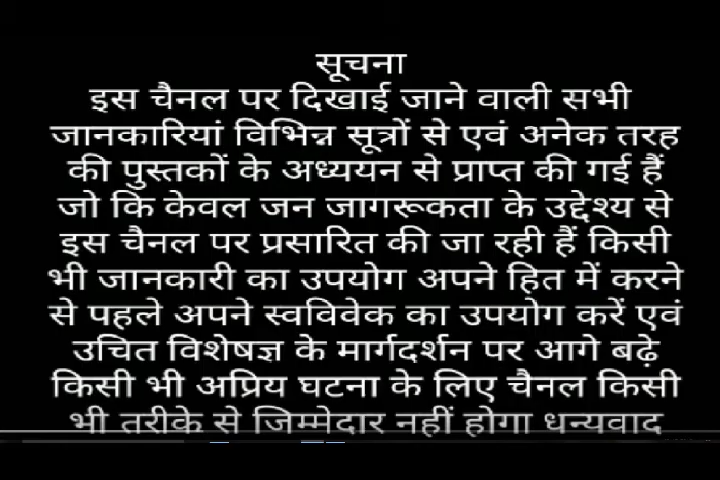 सूचना
इस चैनल पर दिखाई जाने वाली सभी
जानकारियां विभिन्न सूत्रों से एवं अनेक तरह
की पुस्तकों के अध्ययन से प्राप्त की गई हैं
जो कि केवल जन जागरूकता के उद्देश्य से
इस चैनल पर प्रसारित की जा रही हैं किसी
भी जानकारी का उपयोग अपने हित में करने
से पहले अपने स्वविवेक का उपयोग करें एवं
उचित विशेषज्ञ के मार्गदर्शन पर आगे बढ़े
किसी भी अप्रिय घटना के लिए चैनल किसी
भी तरीके से जिम्मेदार नहीं होगा धन्यवाद